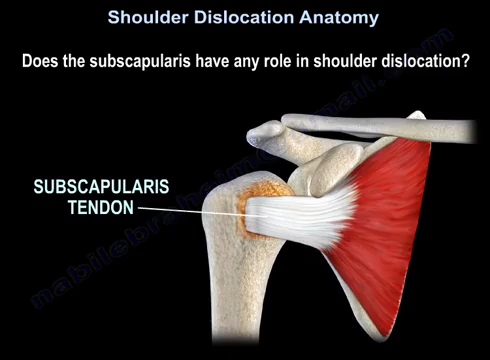 Shoulder Dislocation Anatomy
Does the subscapularis have any role in shoulder dislocation?
SUBSCAPULARIS
TENDON